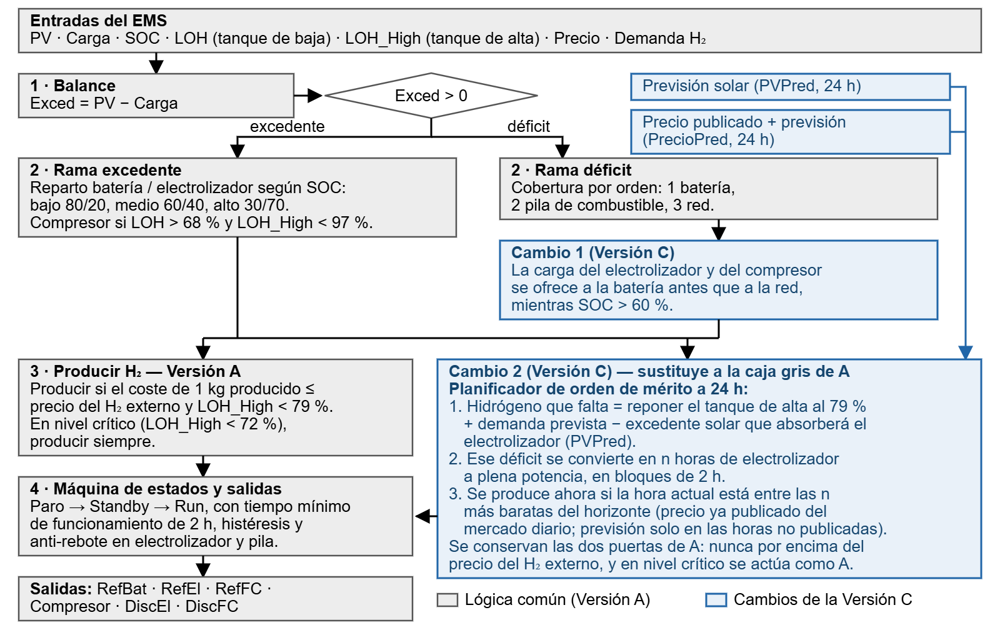 Entradas del EMS
PV · Carga · SOC · LOH (tanque de baja) · LOH_High (tanque de alta) · Precio · Demanda H₂
1 · Balance
Exced = PV − Carga
Exced > 0
Previsión solar (PVPred, 24 h)
Precio publicado + previsión
(PrecioPred, 24 h)
excedente
déficit
2 · Rama excedente
Reparto batería / electrolizador según SOC:
bajo 80/20, medio 60/40, alto 30/70.
Compresor si LOH > 68 % y LOH_High < 97 %.
2 · Rama déficit
Cobertura por orden: 1 batería,
2 pila de combustible, 3 red.
Cambio 1 (Versión C)
La carga del electrolizador y del compresor
se ofrece a la batería antes que a la red,
mientras SOC > 60 %.
3 · Producir H₂ — Versión A
Producir si el coste de 1 kg producido ≤
precio del H₂ externo y LOH_High < 79 %.
En nivel crítico (LOH_High < 72 %),
producir siempre.
Cambio 2 (Versión C) — sustituye a la caja gris de A
Planificador de orden de mérito a 24 h:
1. Hidrógeno que falta = reponer el tanque de alta al 79 %
+ demanda prevista − excedente solar que absorberá el
electrolizador (PVPred).
2. Ese déficit se convierte en n horas de electrolizador
a plena potencia, en bloques de 2 h.
3. Se produce ahora si la hora actual está entre las n
más baratas del horizonte (precio ya publicado del
mercado diario; previsión solo en las horas no publicadas).
Se conservan las dos puertas de A: nunca por encima del
precio del H₂ externo, y en nivel crítico se actúa como A.
4 · Máquina de estados y salidas
Paro → Standby → Run, con tiempo mínimo
de funcionamiento de 2 h, histéresis y
anti-rebote en electrolizador y pila.
Salidas: RefBat · RefEl · RefFC ·
Compresor · DiscEl · DiscFC
Lógica común (Versión A)
Cambios de la Versión C